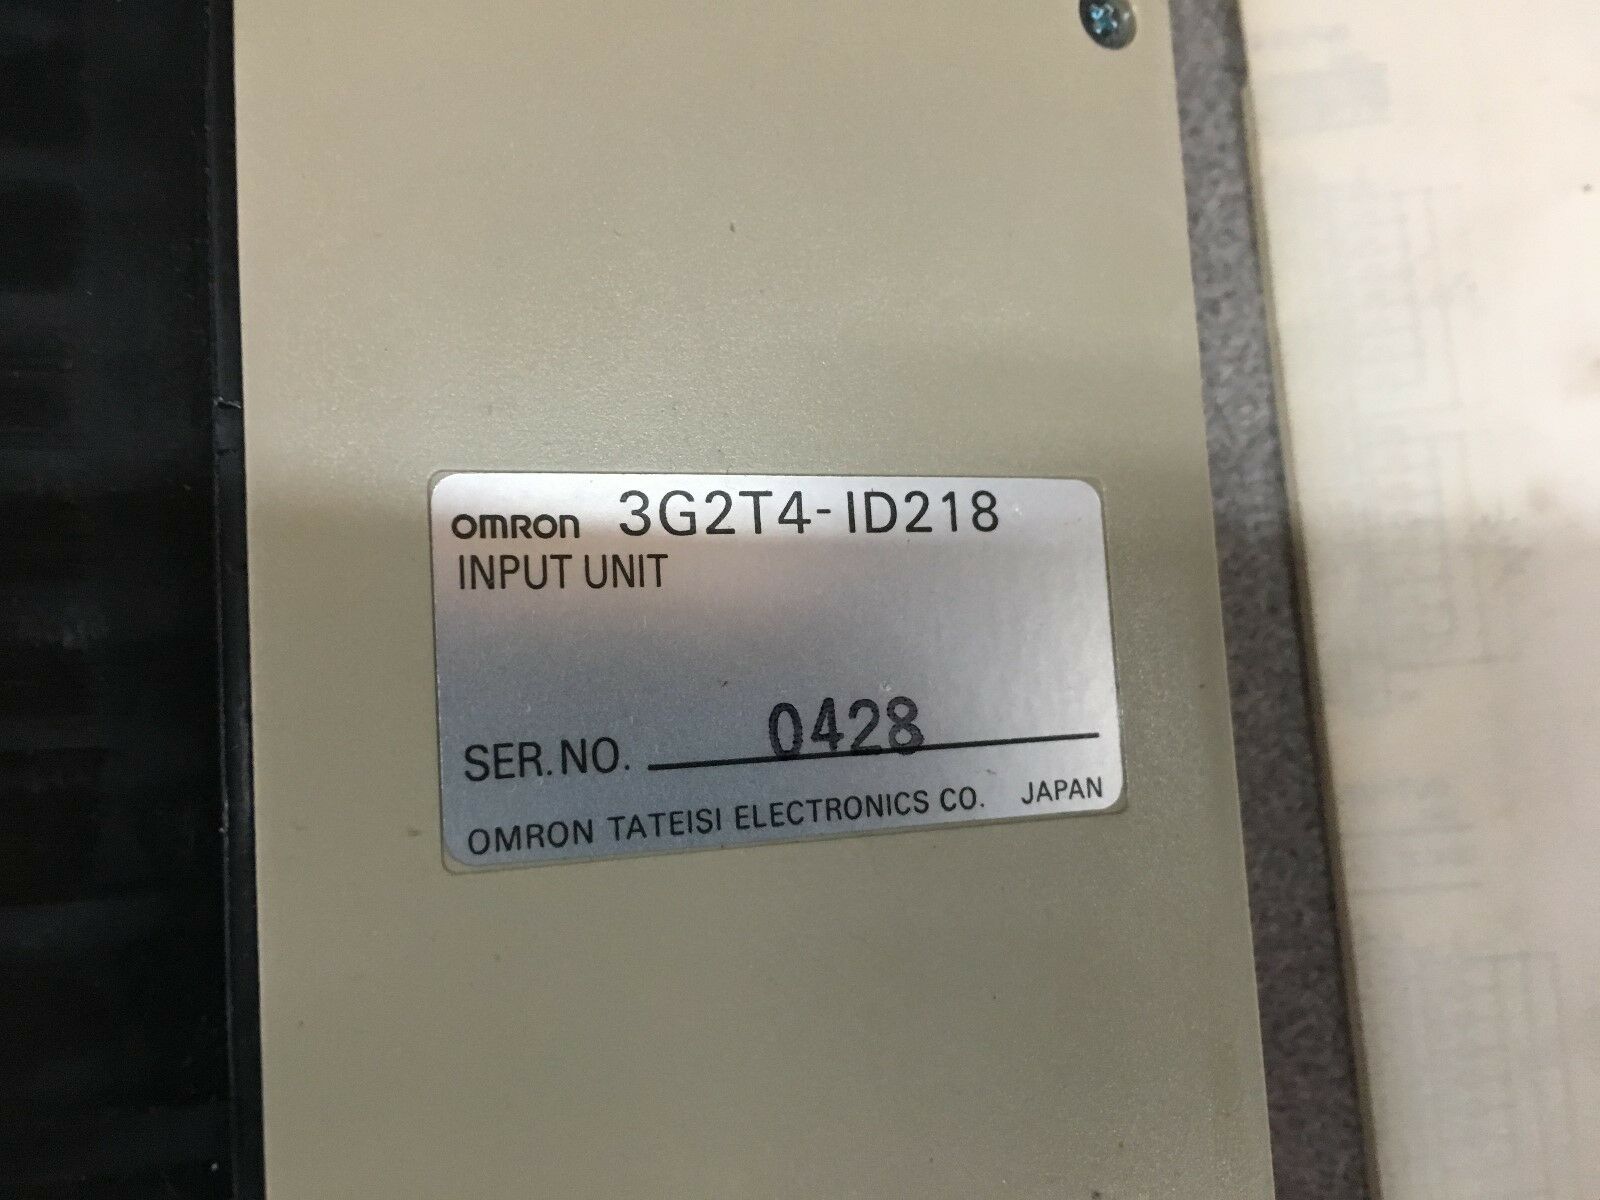 omron 3G2T4-ID218
INPUT UNIT
SER. NO. 0428
OMRON TATEISI ELECTRONICS CO. JAPAN